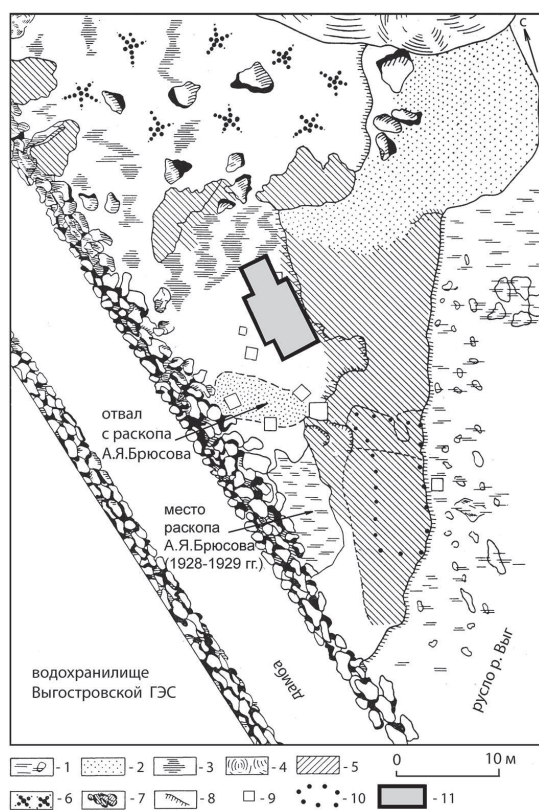 С
отвал
с раскопа
А.Я.Брюсова
место
раскопа
А.Я.Брюсова
(1928-1929 гг.)
водохранилище
Выгостровской ГЭС
дамба
русло р. Выг
- 1 - 2 - 3 - 4 - 5 0 10 м
- 6 - 7 - 8 - 9 - 10 - 11